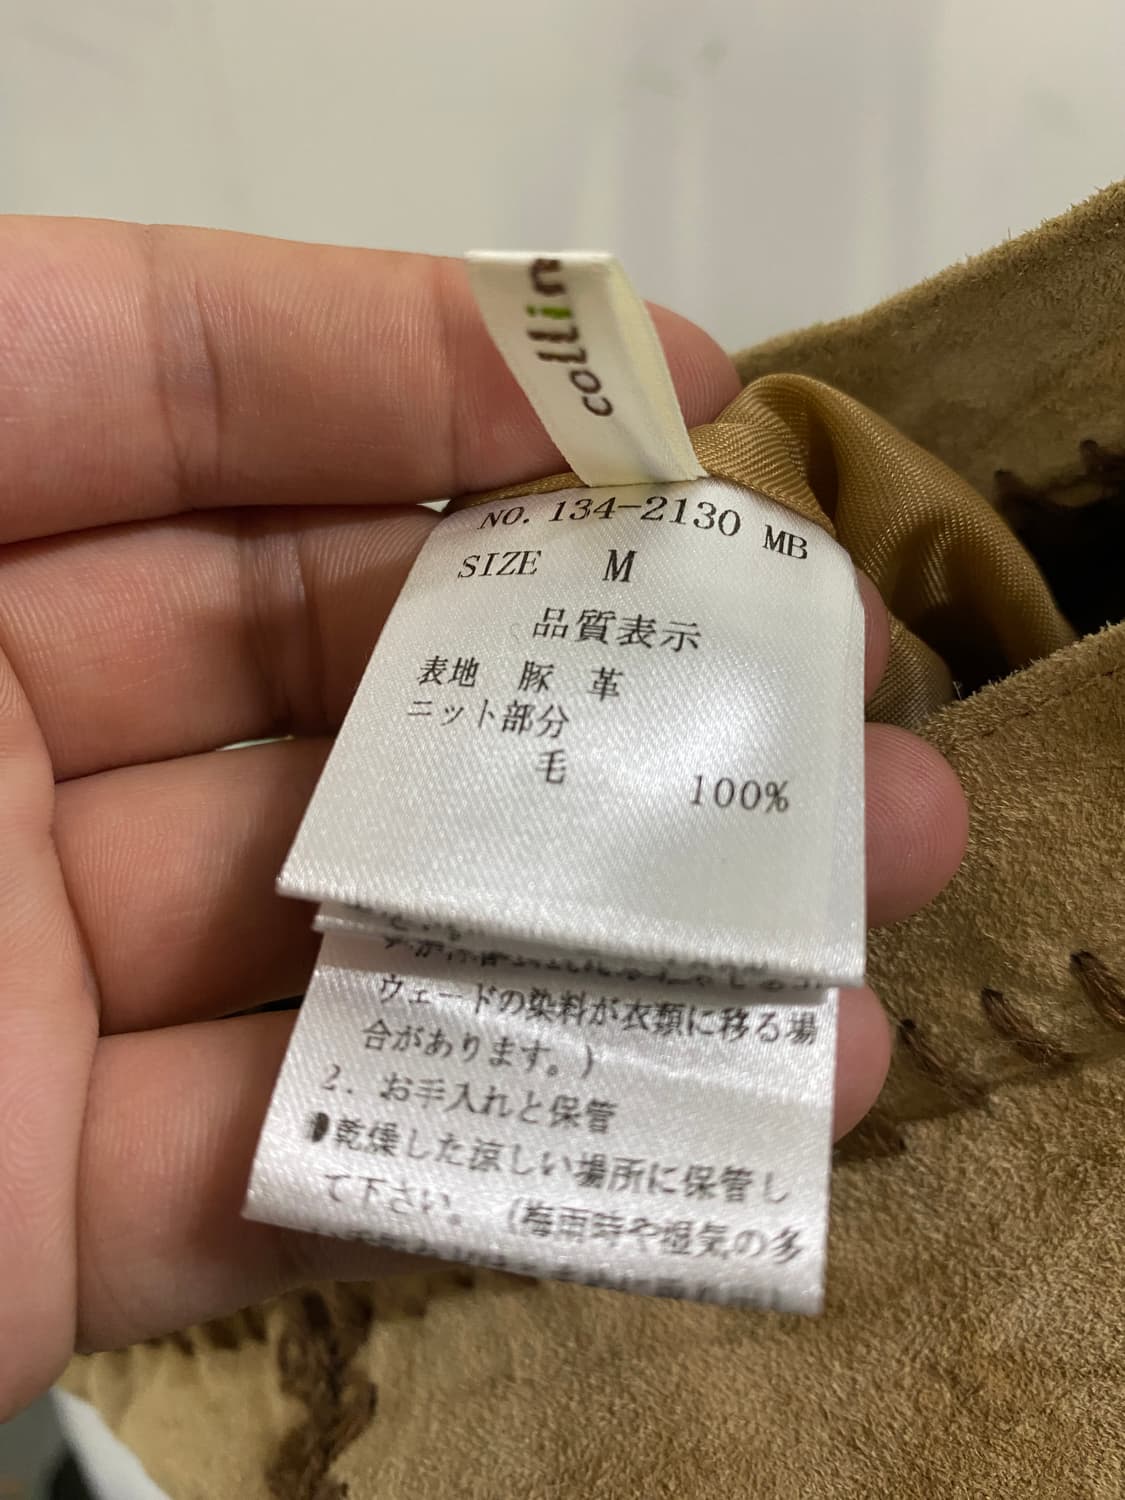 collin
NO. 134-2130 MB
SIZE M
品質表示
表地 豚 革
ニット部分
毛 100%
ウェードの染料が衣類に移る場
合があります。)
2. お手入れと保管
●乾燥した涼しい場所に保管し
て下さい。 (梅雨時や湿気の多